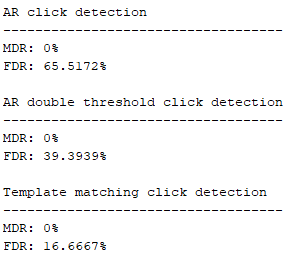 AR click detection
-----------------------------------
MDR: 0%
FDR: 65.5172%

AR double threshold click detection
-----------------------------------
MDR: 0%
FDR: 39.3939%

Template matching click detection
-----------------------------------
MDR: 0%
FDR: 16.6667%